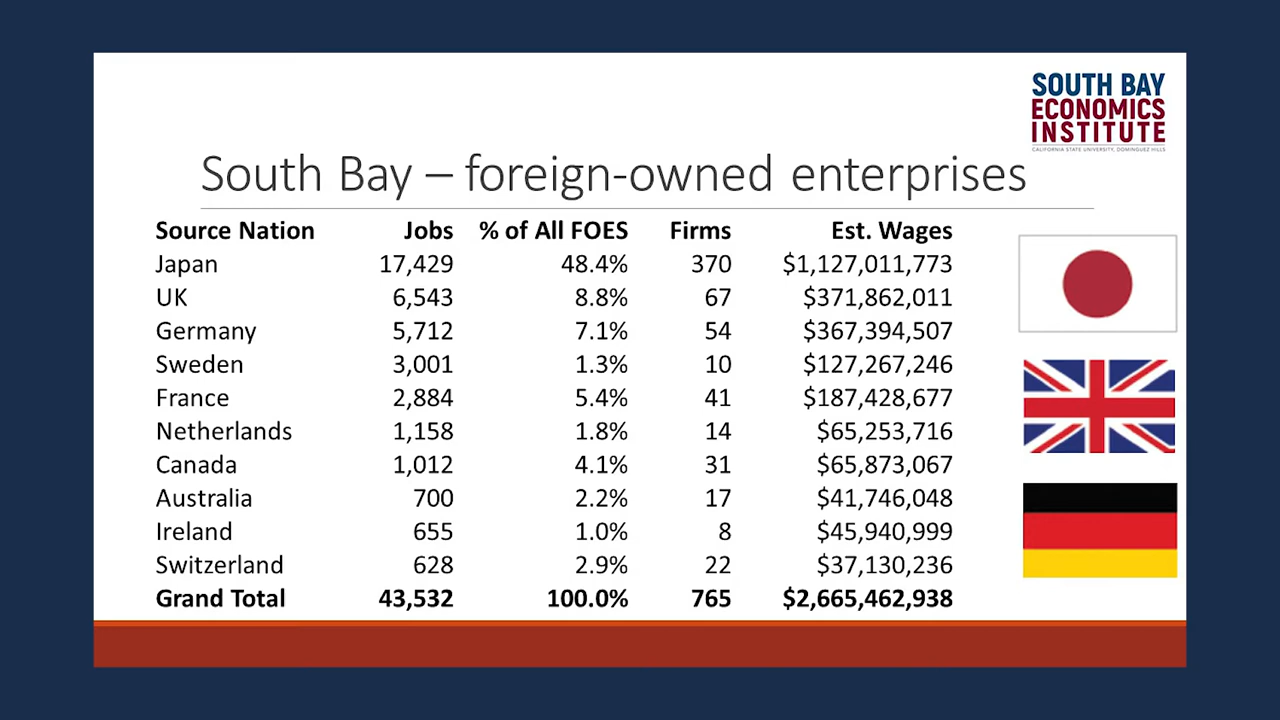 SOUTH BAY
ECONOMICS
INSTITUTE
CALIFORNIA STATE UNIVERSITY, DOMINGUEZ HILLS
South Bay – foreign-owned enterprises
Source Nation Jobs % of All FOES Firms Est. Wages
Japan 17,429 48.4% 370 $1,127,011,773
UK 6,543 8.8% 67 $371,862,011
Germany 5,712 7.1% 54 $367,394,507
Sweden 3,001 1.3% 10 $127,267,246
France 2,884 5.4% 41 $187,428,677
Netherlands 1,158 1.8% 14 $65,253,716
Canada 1,012 4.1% 31 $65,873,067
Australia 700 2.2% 17 $41,746,048
Ireland 655 1.0% 8 $45,940,999
Switzerland 628 2.9% 22 $37,130,236
Grand Total 43,532 100.0% 765 $2,665,462,938